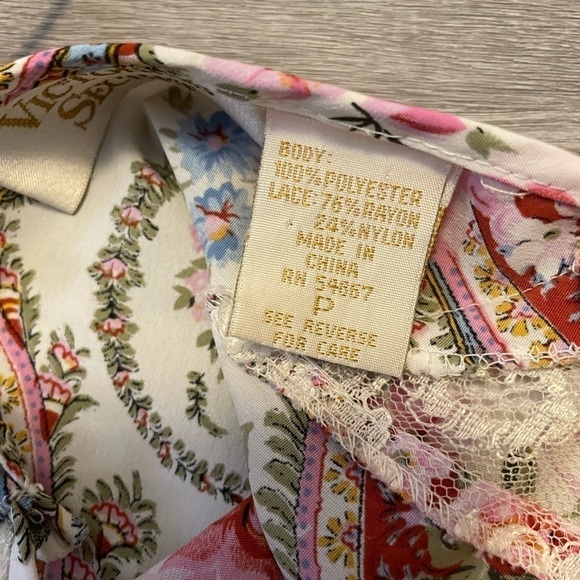 BODY:
100% POLYESTER
LACE: 76% RAYON
24% NYLON
MADE IN
CHINA
RN 54867
P
SEE REVERSE
FOR CARE